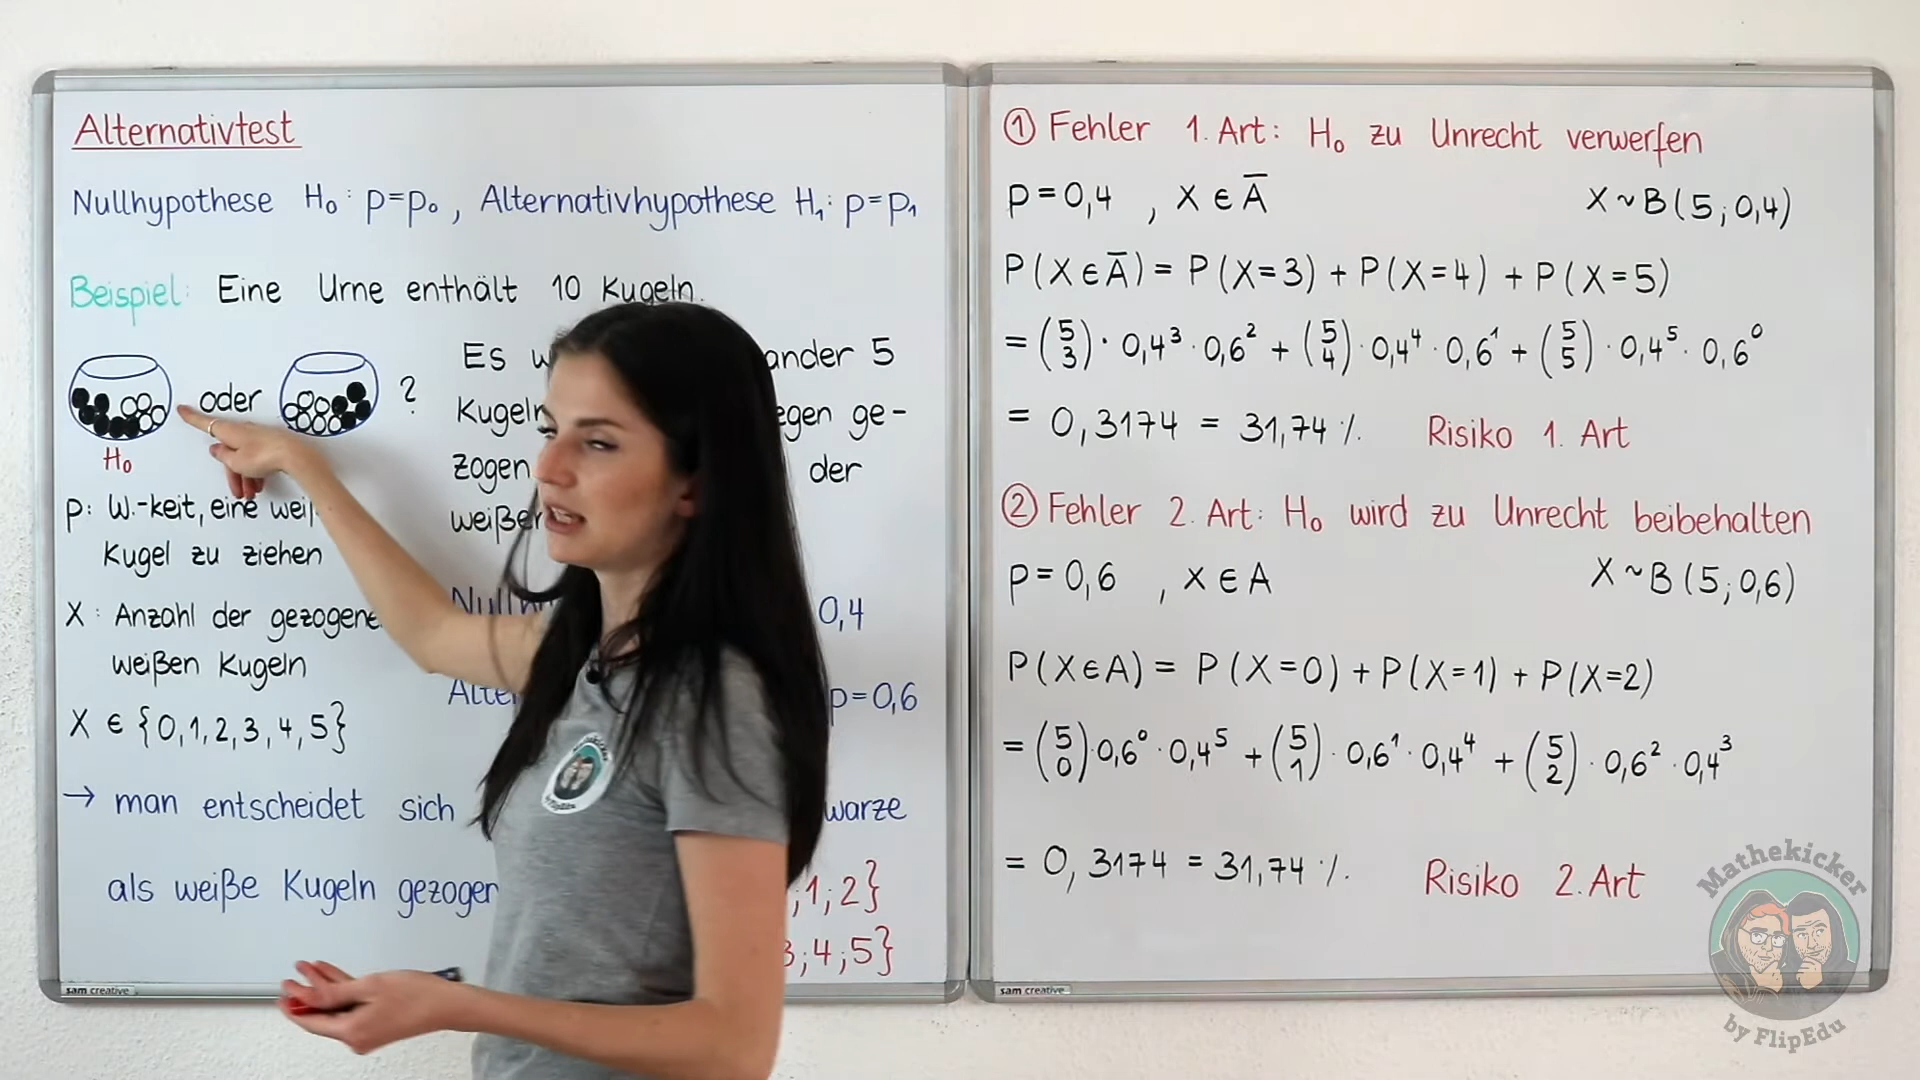 Alternativtest
Nullhypothese H₀: p=p₀, Alternativhypothese H₁: p=p₁
Beispiel: Eine Urne enthält 10 Kugeln.
oder ?
H₀
p: W.-keit, eine
Kugel zu ziehen
X: Anzahl der
weißen Kugeln
X ∈ {0,1,2,3,4,5}
Es 5
ge-
zogen der
0,4
p=0,6
→ man entscheidet sich
als weiße Kugeln
;1;2}
3;4;5}
sam creative
① Fehler 1. Art: H₀ zu Unrecht verwerfen
p=0,4 , X ∈ A̅ X~B(5;0,4)
P(X∈A̅) = P(X=3) + P(X=4) + P(X=5)
= (5 3)·0,4³·0,6² + (5 4)·0,4⁴·0,6¹ + (5 5)·0,4⁵·0,6⁰
= 0,3174 = 31,74 % Risiko 1. Art
② Fehler 2. Art: H₀ wird zu Unrecht beibehalten
p=0,6 , X ∈ A X~B(5;0,6)
P(X∈A) = P(X=0) + P(X=1) + P(X=2)
= (5 0)·0,6⁰·0,4⁵ + (5 1)·0,6¹·0,4⁴ + (5 2)·0,6²·0,4³
= 0,3174 = 31,74 % Risiko 2. Art
sam creative
Mathekicker
by FlipEdu
by FlipEdu